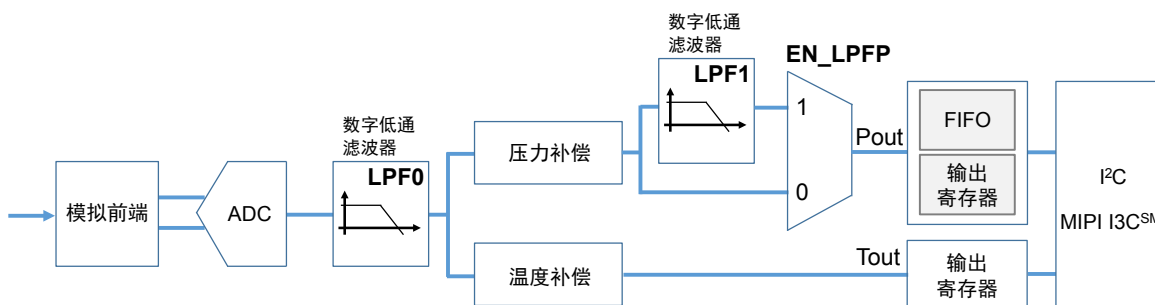 数字低通
滤波器
LPF1
EN_LPFP
1
0
Pout
FIFO
输出
寄存器
数字低通
滤波器
LPF0
压力补偿
模拟前端
ADC
温度补偿
Tout
输出
寄存器
I²C
MIPI I3C℠